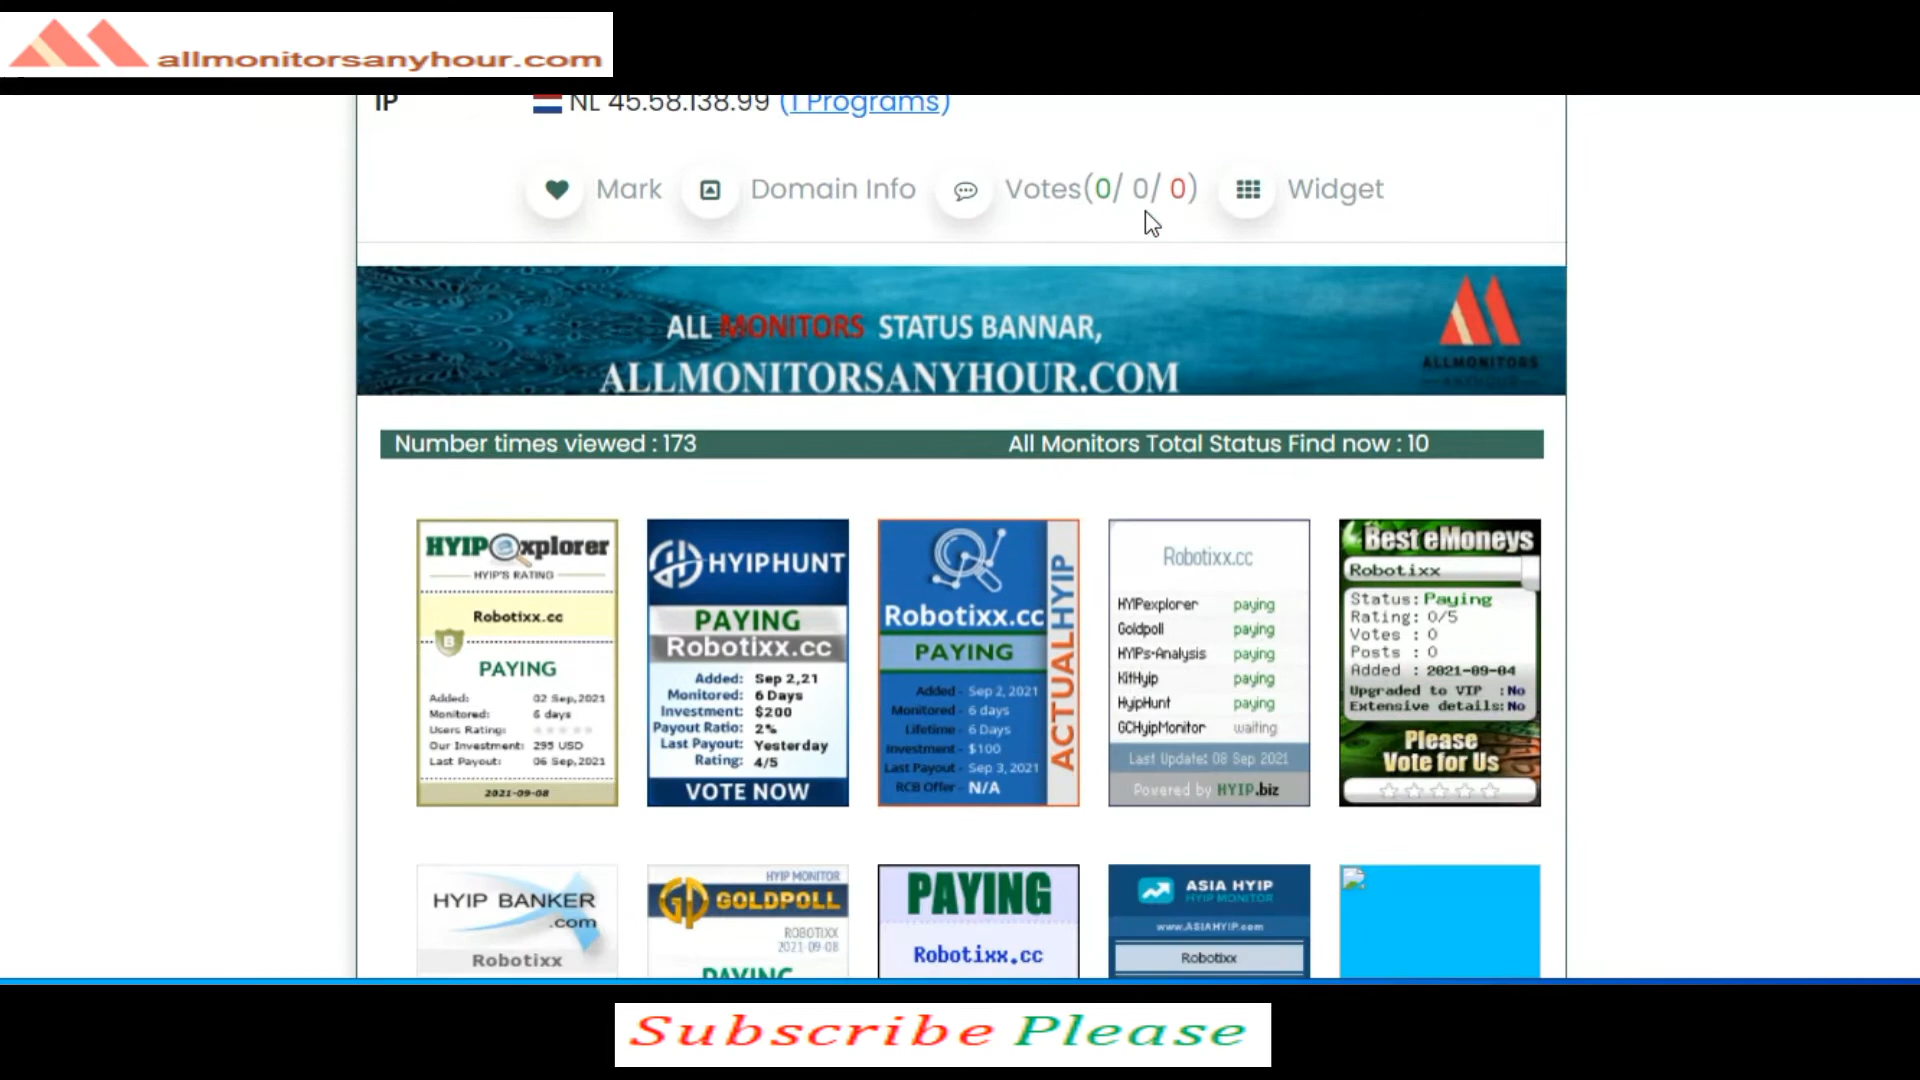 allmonitorsanyhour.com
IP NL 45.58.138.99 (1 Programs)
Mark Domain Info Votes(0/ 0/ 0) Widget
ALL MONITORS STATUS BANNAR,
ALLMONITORSANYHOUR.COM
ALLMONITORS
ANYHOUR
Number times viewed : 173 All Monitors Total Status Find now : 10
HYIPexplorer
HYIP'S RATING
Robotixx.cc
B
PAYING
Added: 02 Sep,2021
Monitored: 6 days
Users Rating:
Our Investment: 295 USD
Last Payout: 06 Sep,2021
2021-09-08
HYIPHUNT
PAYING
Robotixx.cc
Added: Sep 2,21
Monitored: 6 Days
Investment: $200
Payout Ratio: 2%
Last Payout: Yesterday
Rating: 4/5
VOTE NOW
Robotixx.cc
PAYING
Added - Sep 2, 2021
Monitored - 6 days
Lifetime - 6 Days
Investment - $100
Last Payout - Sep 3, 2021
RCB Offer - N/A
ACTUALHYIP
Robotixx.cc
HYIPexplorer paying
Goldpoll paying
HYIPs-Analysis paying
KitHyip paying
HyipHunt paying
GCHyipMonitor waiting
Last Update: 08 Sep 2021
Powered by HYIP.biz
Best eMoneys
Robotixx
Status: Paying
Rating: 0/5
Votes : 0
Posts : 0
Added : 2021-09-04
Upgraded to VIP :No
Extensive details:No
Please
Vote for Us
HYIP BANKER
.com
Robotixx
HYIP MONITOR
GOLDPOLL
ROBOTIXX
2021-09-08
PAYING
PAYING
Robotixx.cc
ASIA HYIP
HYIP MONITOR
www.ASIAHYIP.com
Robotixx
Subscribe Please